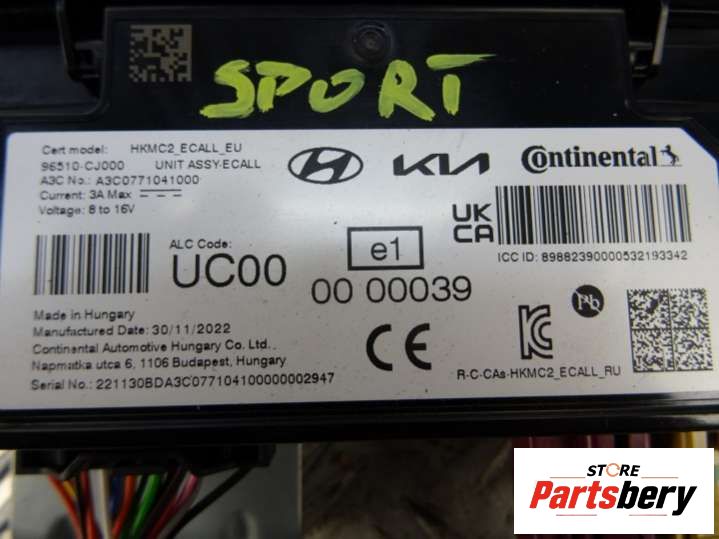 SPORT
Cert model: HKMC2_ECALL_EU
96510-CJ000 UNIT ASSY-ECALL
A3C No.: A3C0771041000
Current: 3A Max
Voltage: 8 to 16V
KIA
Continental
UK
CA
ICC ID: 89882390000532193342
ALC Code:
UC00
e1
00 00039
Made in Hungary
Manufactured Date: 30/11/2022
Continental Automotive Hungary Co. Ltd.,
Napmatka utca 6, 1106 Budapest, Hungary
Serial No.: 221130BDA3C077104100000002947
CE
Pb
R-C-CAs-HKMC2_ECALL_RU
STORE
Partsbery